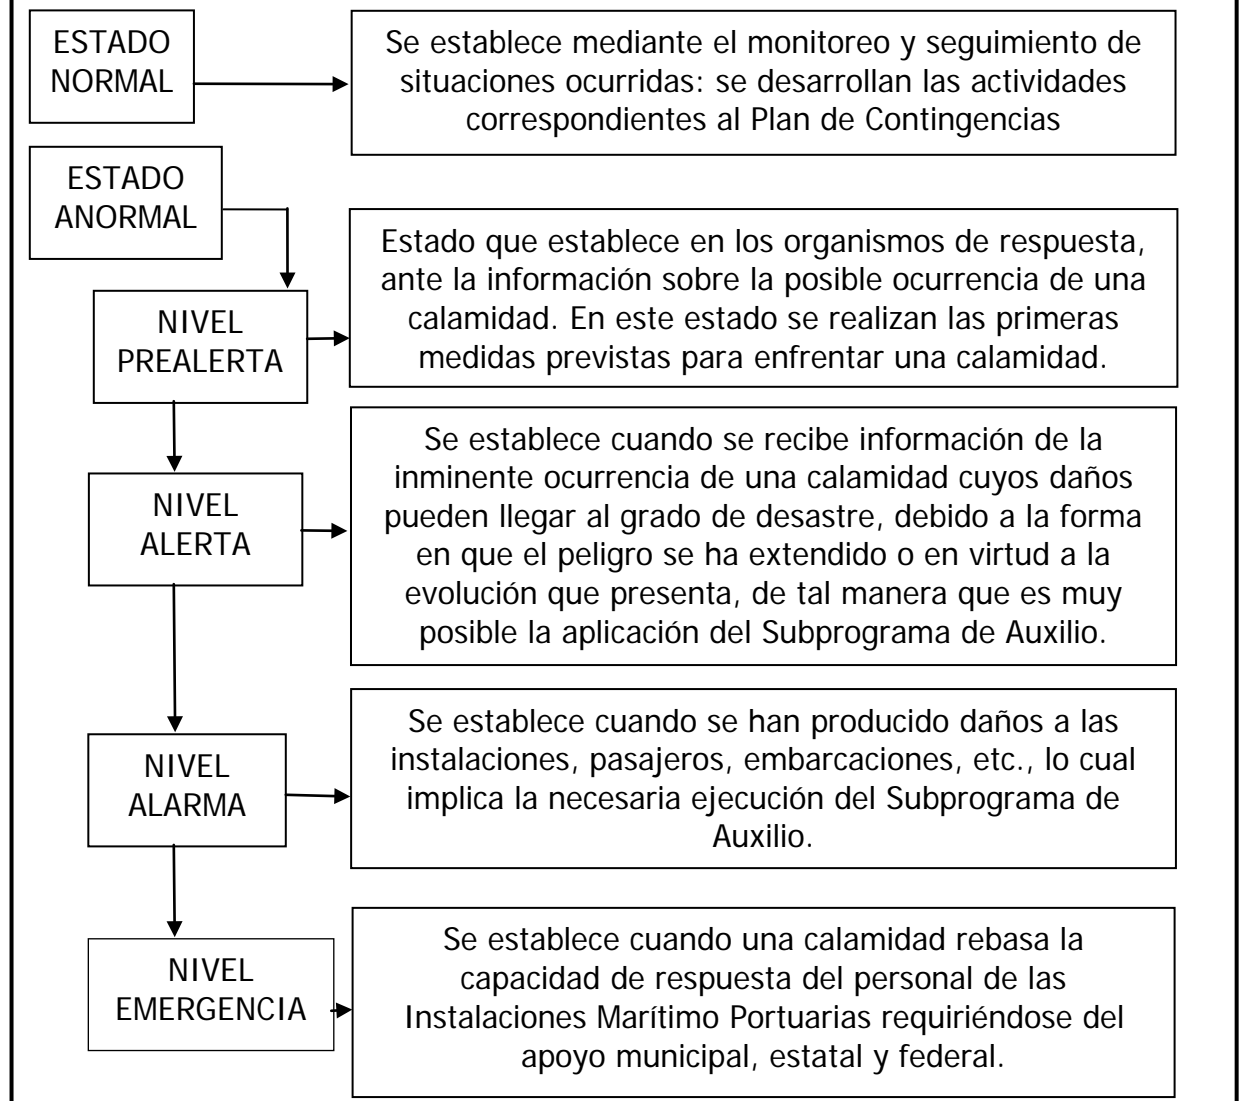 ESTADO
NORMAL
Se establece mediante el monitoreo y seguimiento de
situaciones ocurridas: se desarrollan las actividades
correspondientes al Plan de Contingencias
ESTADO
ANORMAL
NIVEL
PREALERTA
Estado que establece en los organismos de respuesta,
ante la información sobre la posible ocurrencia de una
calamidad. En este estado se realizan las primeras
medidas previstas para enfrentar una calamidad.
NIVEL
ALERTA
Se establece cuando se recibe información de la
inminente ocurrencia de una calamidad cuyos daños
pueden llegar al grado de desastre, debido a la forma
en que el peligro se ha extendido o en virtud a la
evolución que presenta, de tal manera que es muy
posible la aplicación del Subprograma de Auxilio.
NIVEL
ALARMA
Se establece cuando se han producido daños a las
instalaciones, pasajeros, embarcaciones, etc., lo cual
implica la necesaria ejecución del Subprograma de
Auxilio.
NIVEL
EMERGENCIA
Se establece cuando una calamidad rebasa la
capacidad de respuesta del personal de las
Instalaciones Marítimo Portuarias requiriéndose del
apoyo municipal, estatal y federal.